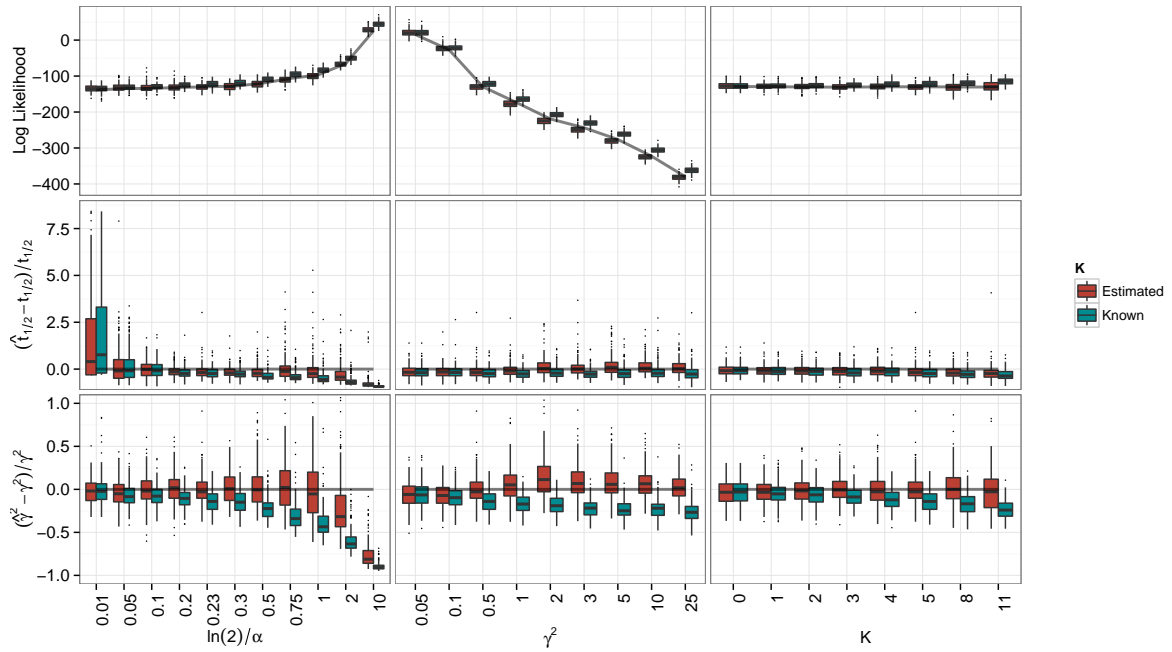 Log Likelihood
0
−100
−200
−300
−400
(t̂1/2 − t1/2)/t1/2
7.5
5.0
2.5
0.0
(γ̂² − γ²)/γ²
1.0
0.5
0.0
−0.5
−1.0
0.01 0.05 0.1 0.2 0.23 0.3 0.5 0.75 1 2 10
ln(2)/α
0.05 0.1 0.5 1 2 3 5 10 25
γ²
0 1 2 3 4 5 8 11
K
K
Estimated
Known